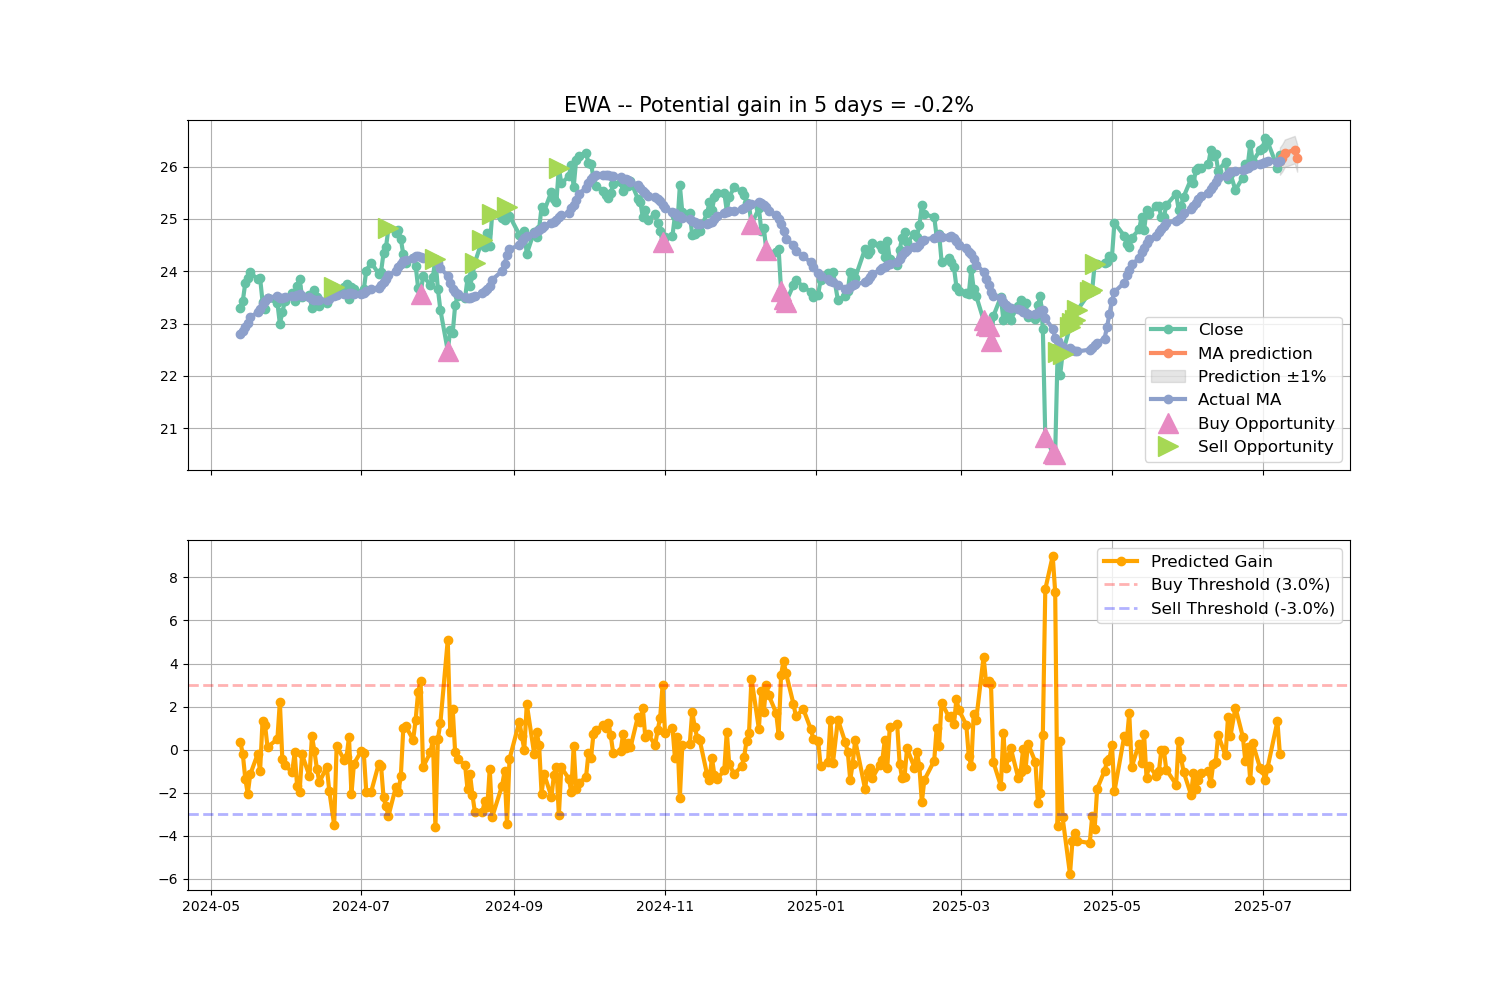 EWA -- Potential gain in 5 days = -0.2%
26
25
24
23
22
21
Close
MA prediction
Prediction ±1%
Actual MA
Buy Opportunity
Sell Opportunity
8
6
4
2
0
−2
−4
−6
Predicted Gain
Buy Threshold (3.0%)
Sell Threshold (-3.0%)
2024-05 2024-07 2024-09 2024-11 2025-01 2025-03 2025-05 2025-07